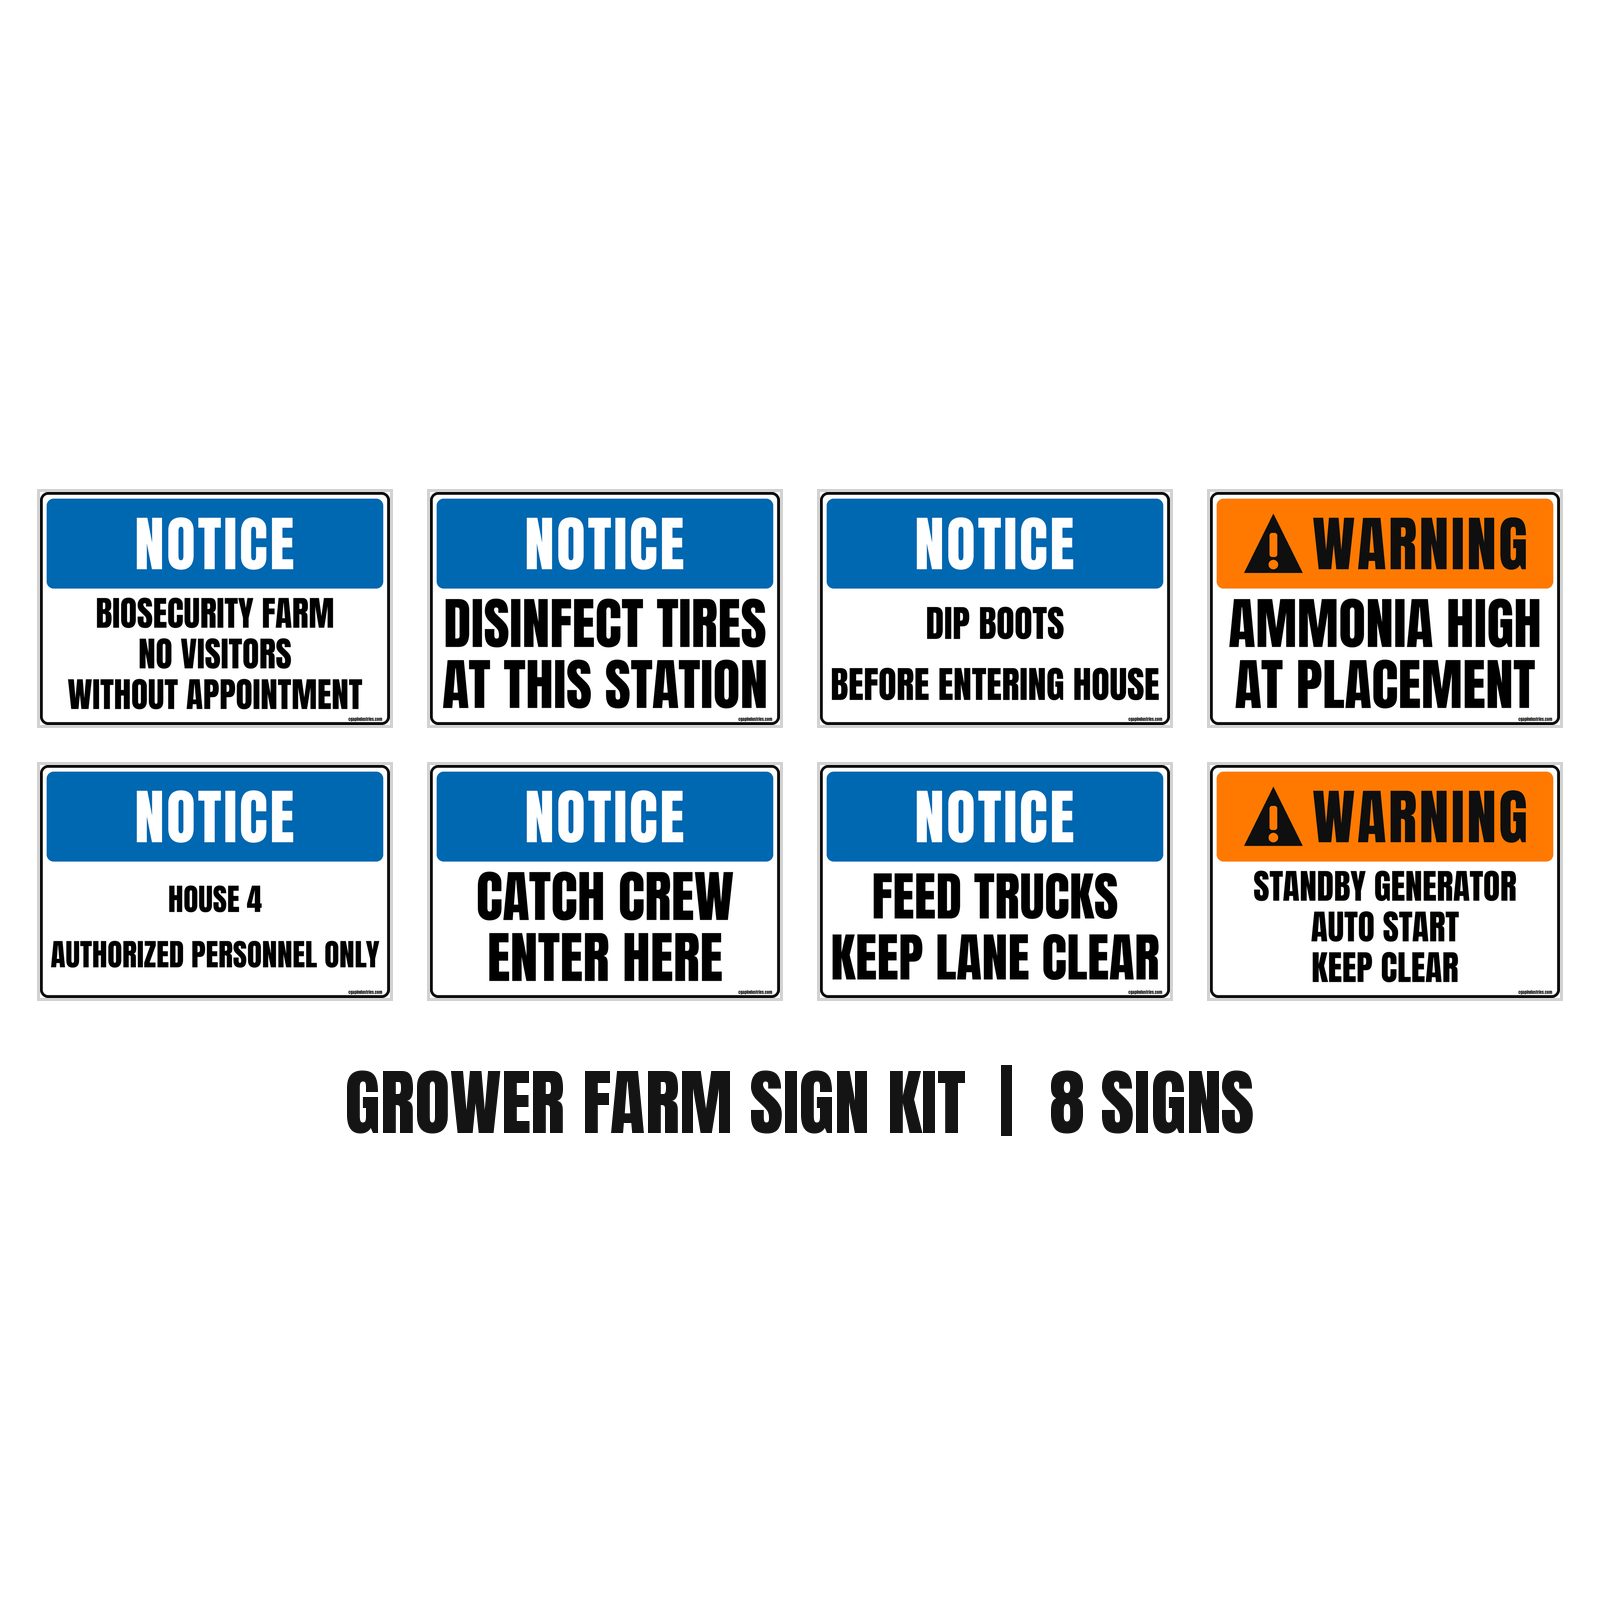 NOTICE
BIOSECURITY FARM
NO VISITORS
WITHOUT APPOINTMENT
NOTICE
DISINFECT TIRES
AT THIS STATION
NOTICE
DIP BOOTS
BEFORE ENTERING HOUSE
WARNING
AMMONIA HIGH
AT PLACEMENT
NOTICE
HOUSE 4
AUTHORIZED PERSONNEL ONLY
NOTICE
CATCH CREW
ENTER HERE
NOTICE
FEED TRUCKS
KEEP LANE CLEAR
WARNING
STANDBY GENERATOR
AUTO START
KEEP CLEAR
GROWER FARM SIGN KIT | 8 SIGNS